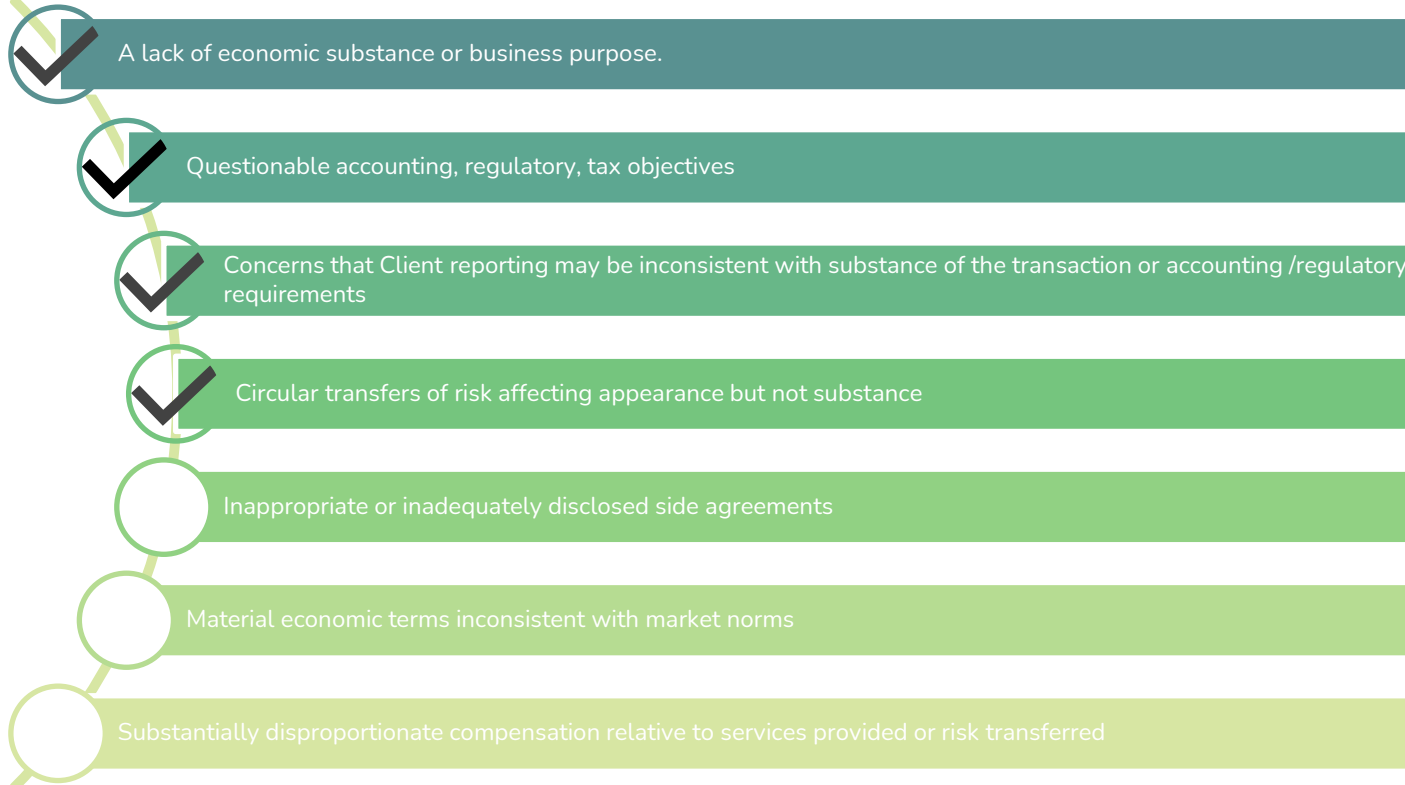 A lack of economic substance or business purpose.
Questionable accounting, regulatory, tax objectives
Concerns that Client reporting may be inconsistent with substance of the transaction or accounting /regulatory
requirements
Circular transfers of risk affecting appearance but not substance
Inappropriate or inadequately disclosed side agreements
Material economic terms inconsistent with market norms
Substantially disproportionate compensation relative to services provided or risk transferred